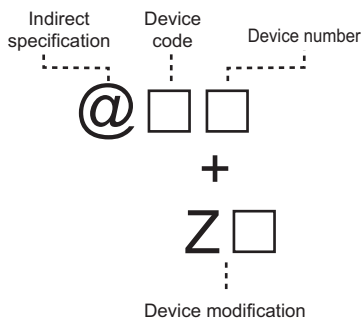 Indirect specification
Device code
Device number
@□□
+
Z□
Device modification